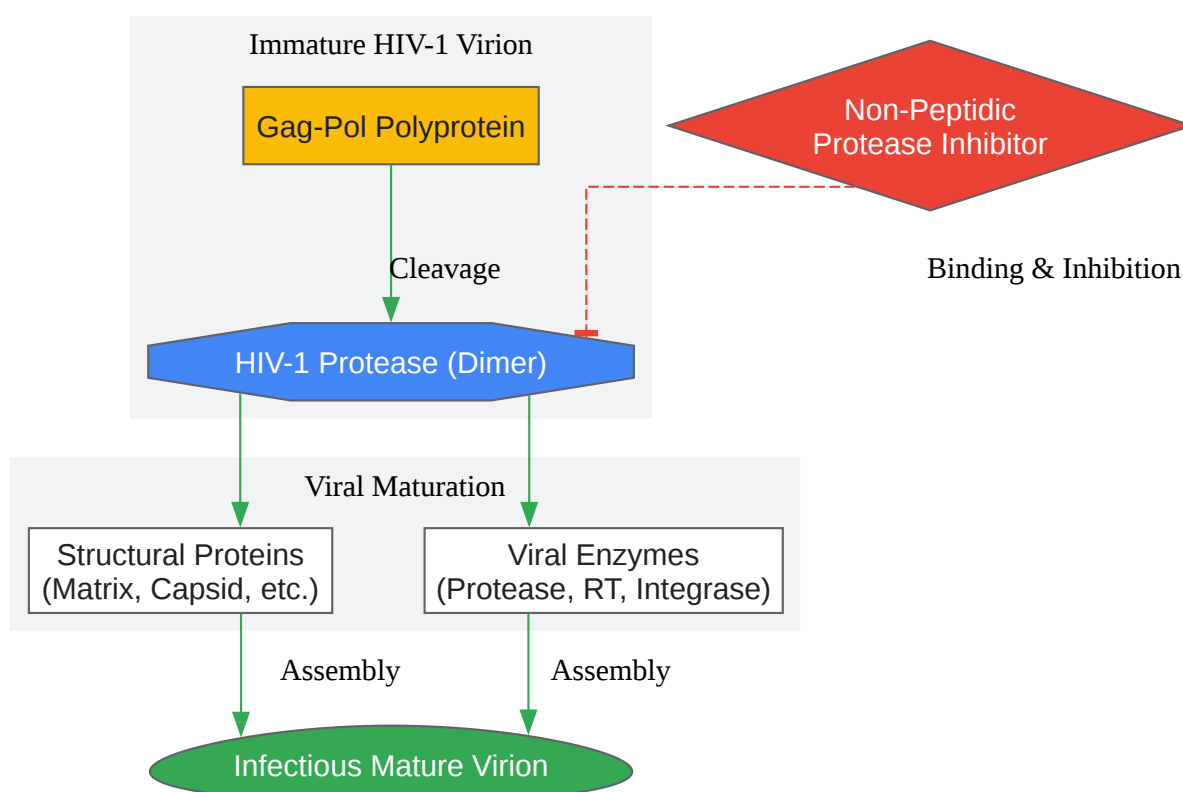 Immature HIV-1 Virion
Gag-Pol Polyprotein
Non-Peptidic
Protease Inhibitor
Cleavage
Binding & Inhibition
HIV-1 Protease (Dimer)
Viral Maturation
Structural Proteins
(Matrix, Capsid, etc.)
Viral Enzymes
(Protease, RT, Integrase)
Assembly
Assembly
Infectious Mature Virion